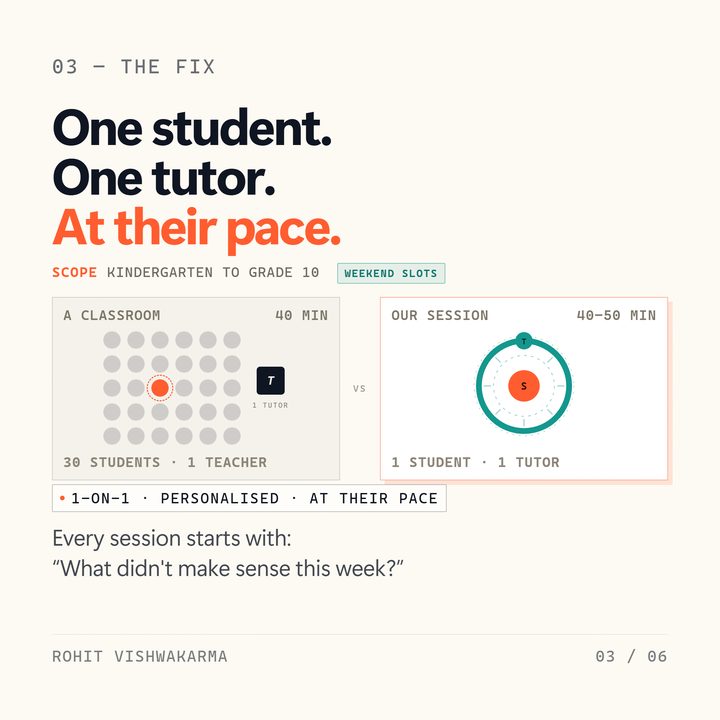 03 — THE FIX
One student.
One tutor.
At their pace.
SCOPE KINDERGARTEN TO GRADE 10 WEEKEND SLOTS
A CLASSROOM 40 MIN
T
1 TUTOR
30 STUDENTS · 1 TEACHER
VS
OUR SESSION 40–50 MIN
T
S
1 STUDENT · 1 TUTOR
• 1-ON-1 · PERSONALISED · AT THEIR PACE
Every session starts with:
“What didn't make sense this week?”
ROHIT VISHWAKARMA 03 / 06